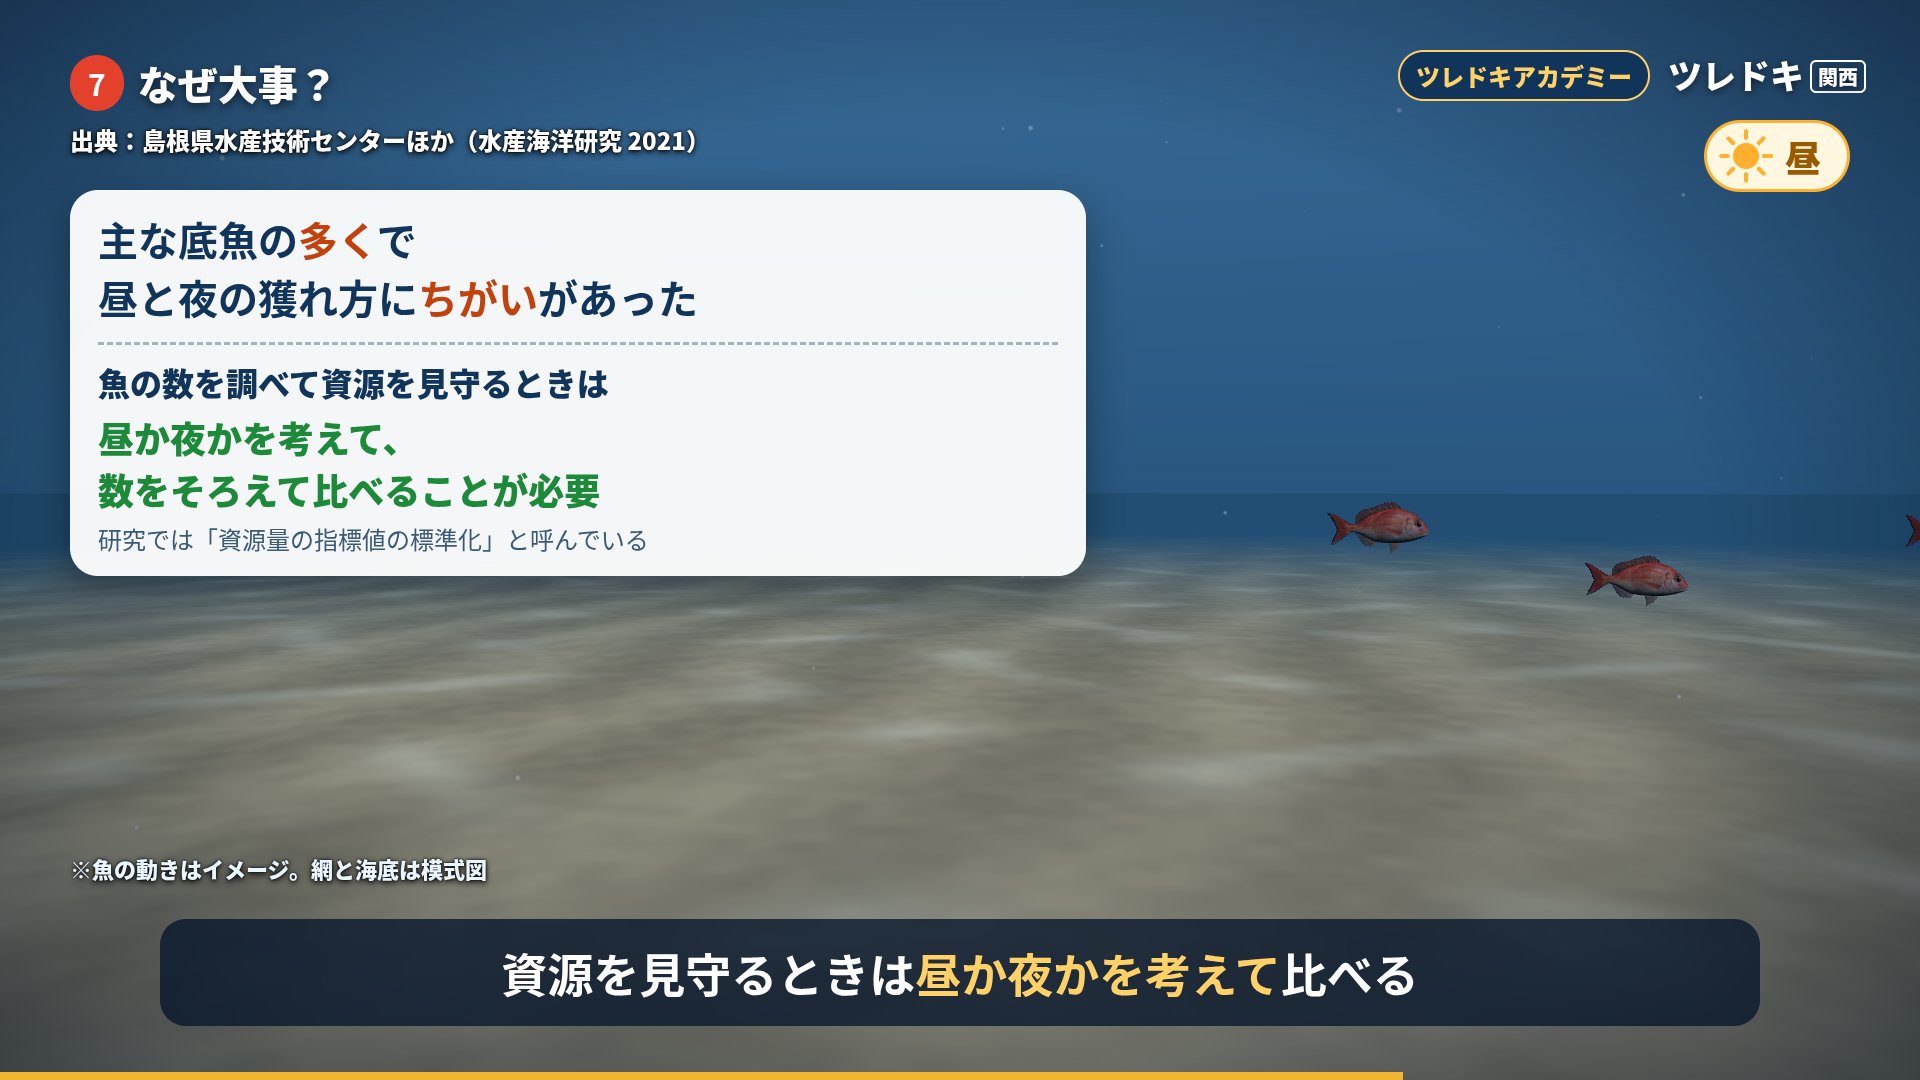 7 なぜ大事？
出典：島根県水産技術センターほか（水産海洋研究 2021）
ツレドキアカデミー ツレドキ 関西
昼
主な底魚の多くで
昼と夜の獲れ方にちがいがあった
魚の数を調べて資源を見守るときは
昼か夜かを考えて、
数をそろえて比べることが必要
研究では「資源量の指標値の標準化」と呼んでいる
※魚の動きはイメージ。網と海底は模式図
資源を見守るときは昼か夜かを考えて比べる